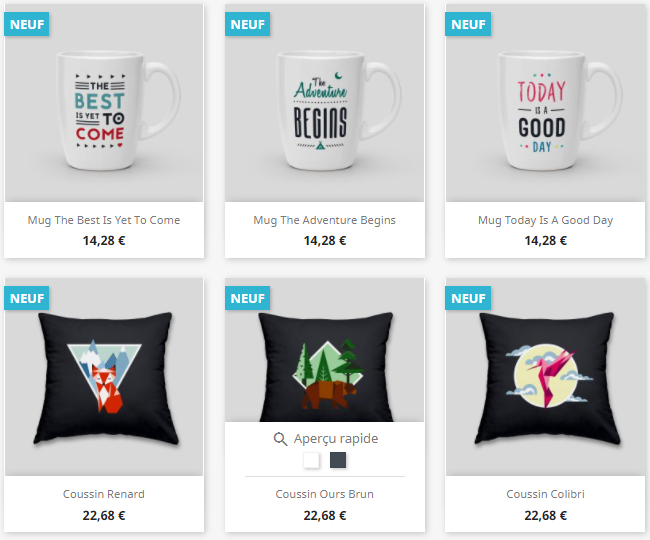 NEUF
NEUF
NEUF
THE
BEST
IS YET TO
COME
The
Adventure
BEGINS
TODAY
IS A
GOOD
DAY
Mug The Best Is Yet To Come
Mug The Adventure Begins
Mug Today Is A Good Day
14,28 €
14,28 €
14,28 €
NEUF
NEUF
NEUF
Aperçu rapide
Coussin Renard
Coussin Ours Brun
Coussin Colibri
22,68 €
22,68 €
22,68 €